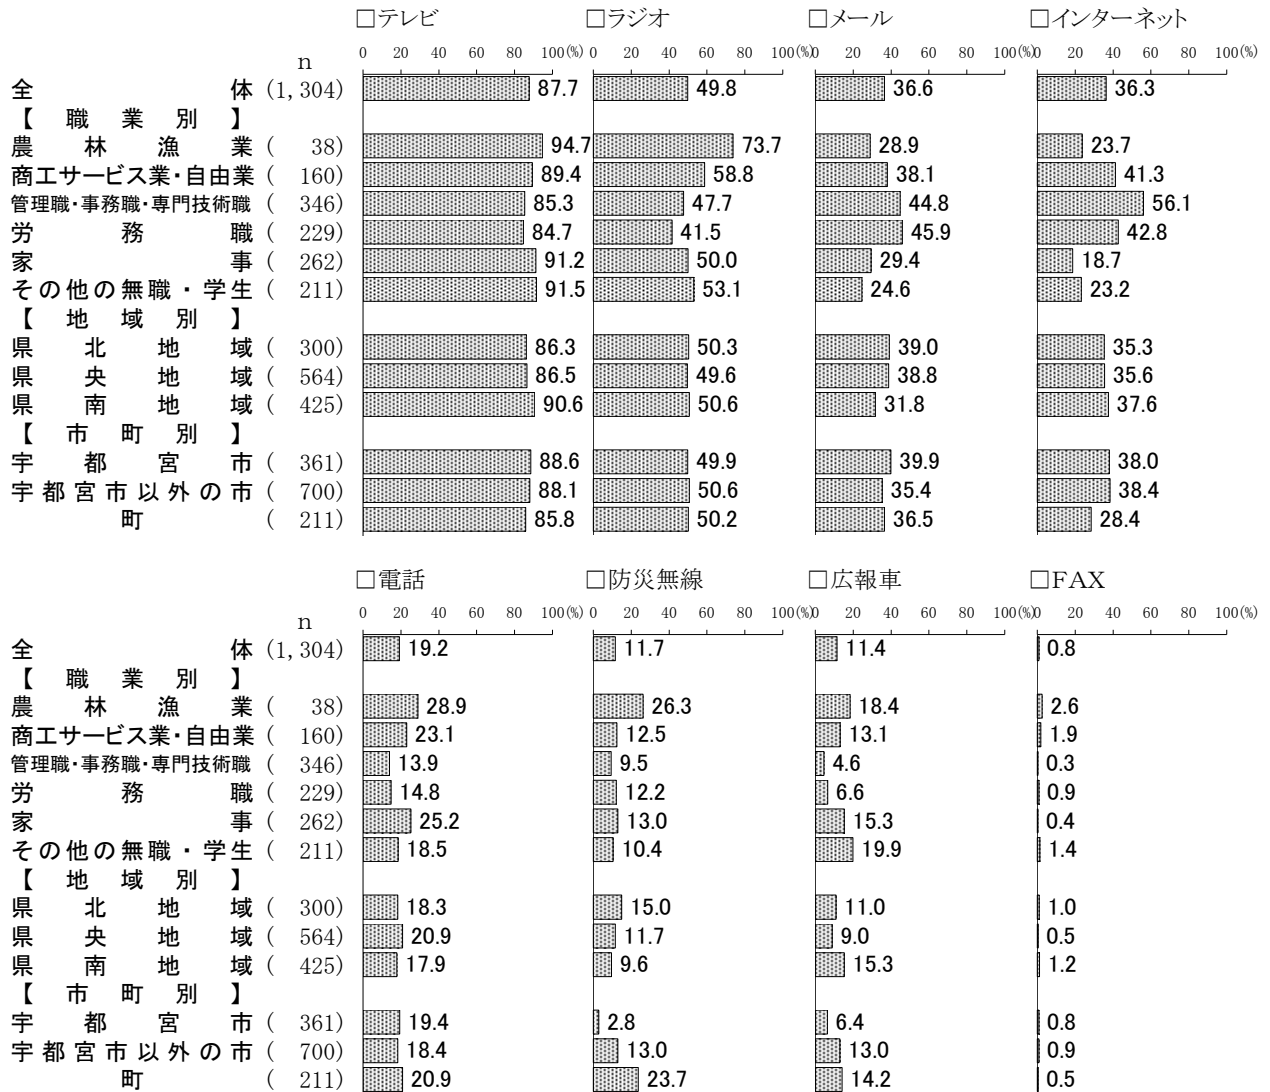 □テレビ □ラジオ □メール □インターネット
n 0 20 40 60 80 100(%) 0 20 40 60 80 100(%) 0 20 40 60 80 100(%) 0 20 40 60 80 100(%)
全体 (1,304) 87.7 49.8 36.6 36.3
【職業別】
農林漁業 ( 38) 94.7 73.7 28.9 23.7
商工サービス業・自由業 ( 160) 89.4 58.8 38.1 41.3
管理職・事務職・専門技術職 ( 346) 85.3 47.7 44.8 56.1
労務職 ( 229) 84.7 41.5 45.9 42.8
家事 ( 262) 91.2 50.0 29.4 18.7
その他の無職・学生 ( 211) 91.5 53.1 24.6 23.2
【地域別】
県北地域 ( 300) 86.3 50.3 39.0 35.3
県央地域 ( 564) 86.5 49.6 38.8 35.6
県南地域 ( 425) 90.6 50.6 31.8 37.6
【市町別】
宇都宮市 ( 361) 88.6 49.9 39.9 38.0
宇都宮市以外の市 ( 700) 88.1 50.6 35.4 38.4
町 ( 211) 85.8 50.2 36.5 28.4
□電話 □防災無線 □広報車 □FAX
n 0 20 40 60 80 100(%) 0 20 40 60 80 100(%) 0 20 40 60 80 100(%) 0 20 40 60 80 100(%)
全体 (1,304) 19.2 11.7 11.4 0.8
【職業別】
農林漁業 ( 38) 28.9 26.3 18.4 2.6
商工サービス業・自由業 ( 160) 23.1 12.5 13.1 1.9
管理職・事務職・専門技術職 ( 346) 13.9 9.5 4.6 0.3
労務職 ( 229) 14.8 12.2 6.6 0.9
家事 ( 262) 25.2 13.0 15.3 0.4
その他の無職・学生 ( 211) 18.5 10.4 19.9 1.4
【地域別】
県北地域 ( 300) 18.3 15.0 11.0 1.0
県央地域 ( 564) 20.9 11.7 9.0 0.5
県南地域 ( 425) 17.9 9.6 15.3 1.2
【市町別】
宇都宮市 ( 361) 19.4 2.8 6.4 0.8
宇都宮市以外の市 ( 700) 18.4 13.0 13.0 0.9
町 ( 211) 20.9 23.7 14.2 0.5